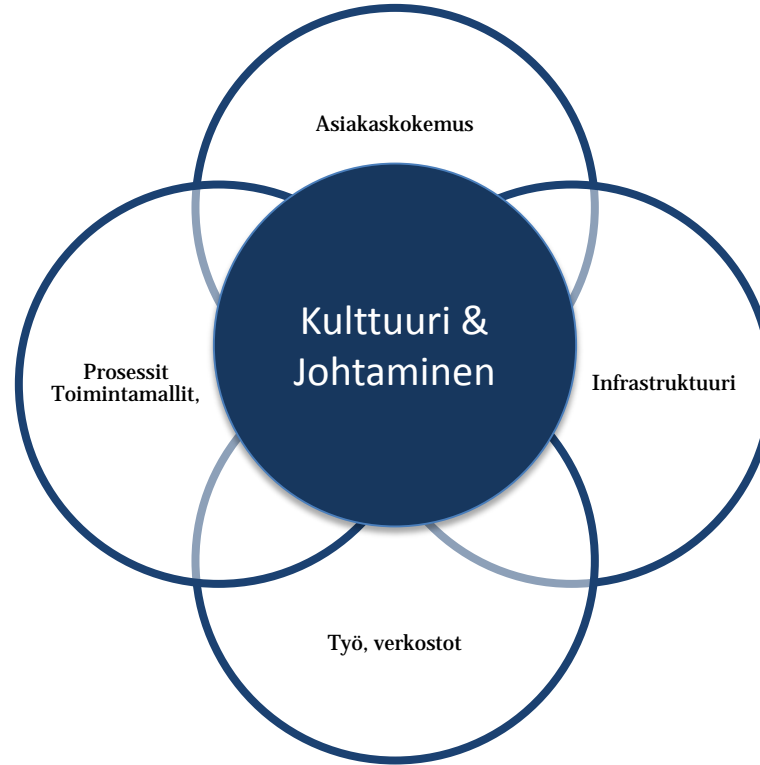 Asiakaskokemus
Kulttuuri &
Johtaminen
Prosessit
Toimintamallit,
Infrastruktuuri
Työ, verkostot